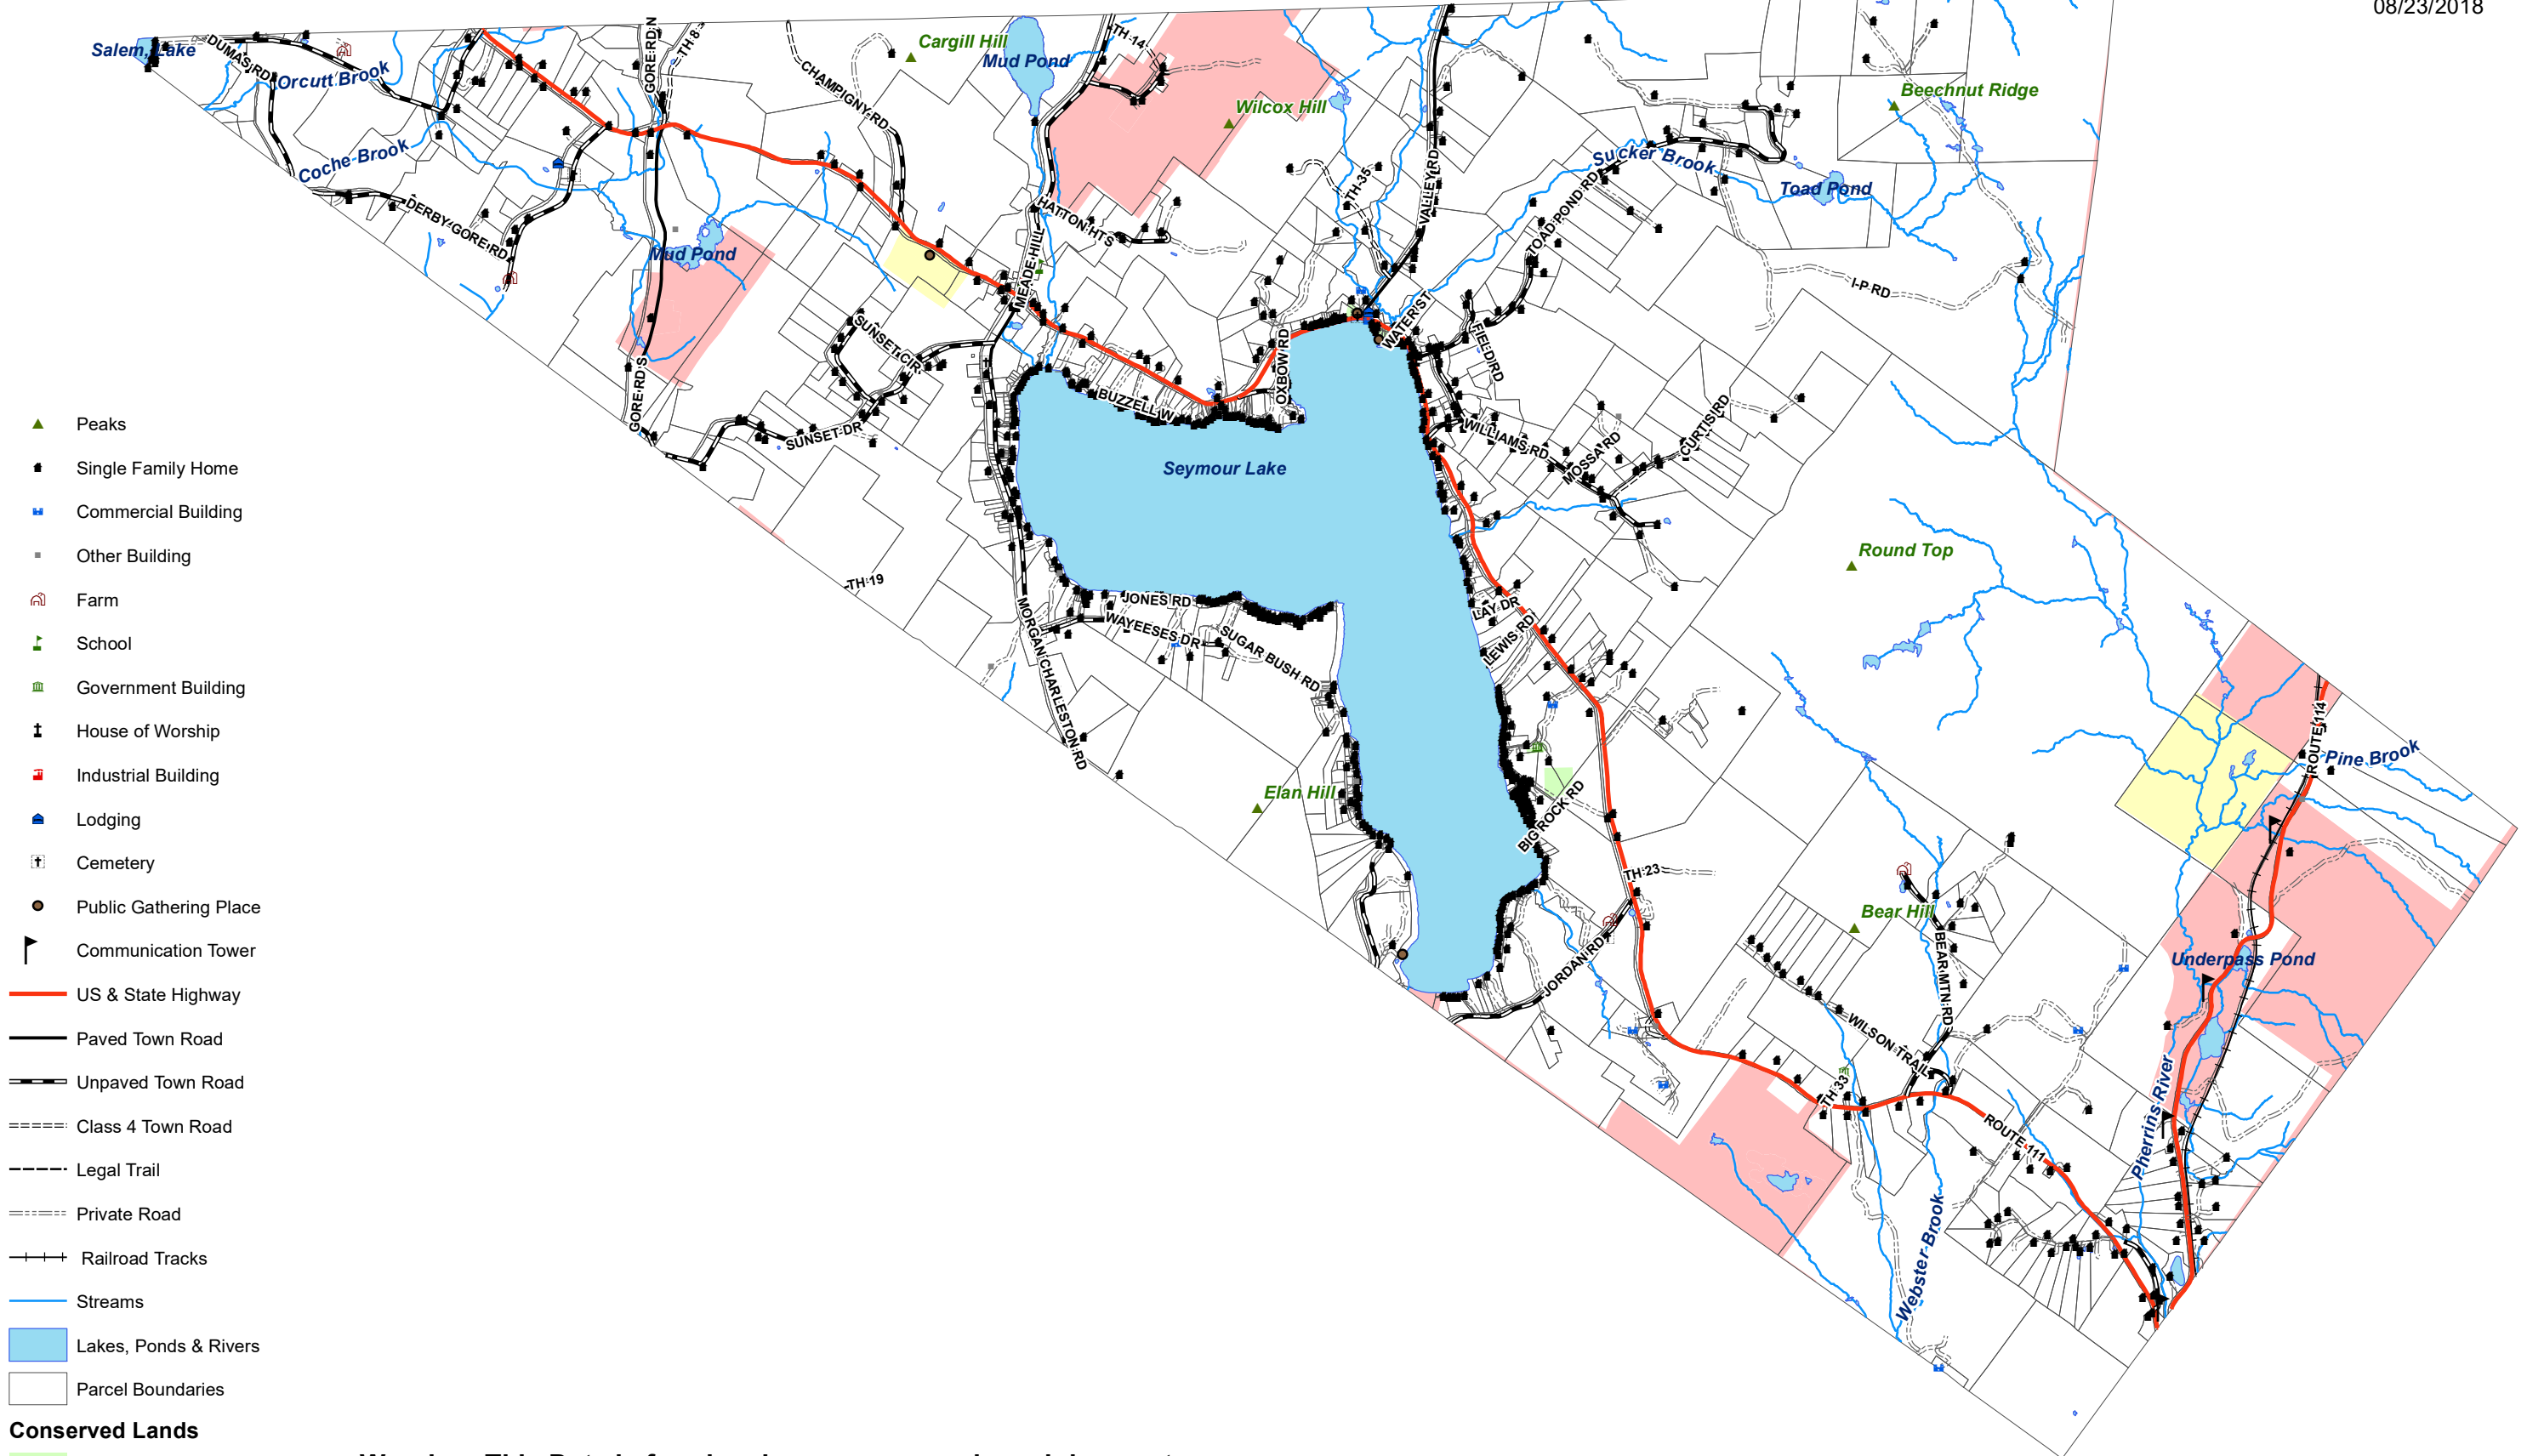 08/23/2018
Salem Lake
DUMAS RD
Orcutt Brook
Coche Brook
DERBY GORE RD
GORE RD N
TH 8
CHAMPIGNY RD
Cargill Hill
Mud Pond
TH 14
Wilcox Hill
HATTON HTS
MEADE HILL
TH 35
VALLEY RD
Sucker Brook
TOAD POND RD
Toad Pond
Beechnut Ridge
I-P RD
Mud Pond
GORE RD S
SUNSET CIR
SUNSET DR
BUZZELL W
OXBOW RD
WATER ST
FIELD RD
WILLIAMS RD
MOSSA RD
CURTIS RD
Seymour Lake
Round Top
TH 19
MORGAN CHARLESTON RD
JONES RD
WAYEESES DR
SUGAR BUSH RD
LAY DR
LEWIS RD
Elan Hill
BIG ROCK RD
TH 23
JORDAN RD
Bear Hill
BEAR MTN RD
WILSON TRAIL
TH 33
ROUTE 111
ROUTE 114
Pine Brook
Underpass Pond
Pherrins River
Webster Brook
Peaks
Single Family Home
Commercial Building
Other Building
Farm
School
Government Building
House of Worship
Industrial Building
Lodging
Cemetery
Public Gathering Place
Communication Tower
US & State Highway
Paved Town Road
Unpaved Town Road
Class 4 Town Road
Legal Trail
Private Road
Railroad Tracks
Streams
Lakes, Ponds & Rivers
Parcel Boundaries
Conserved Lands